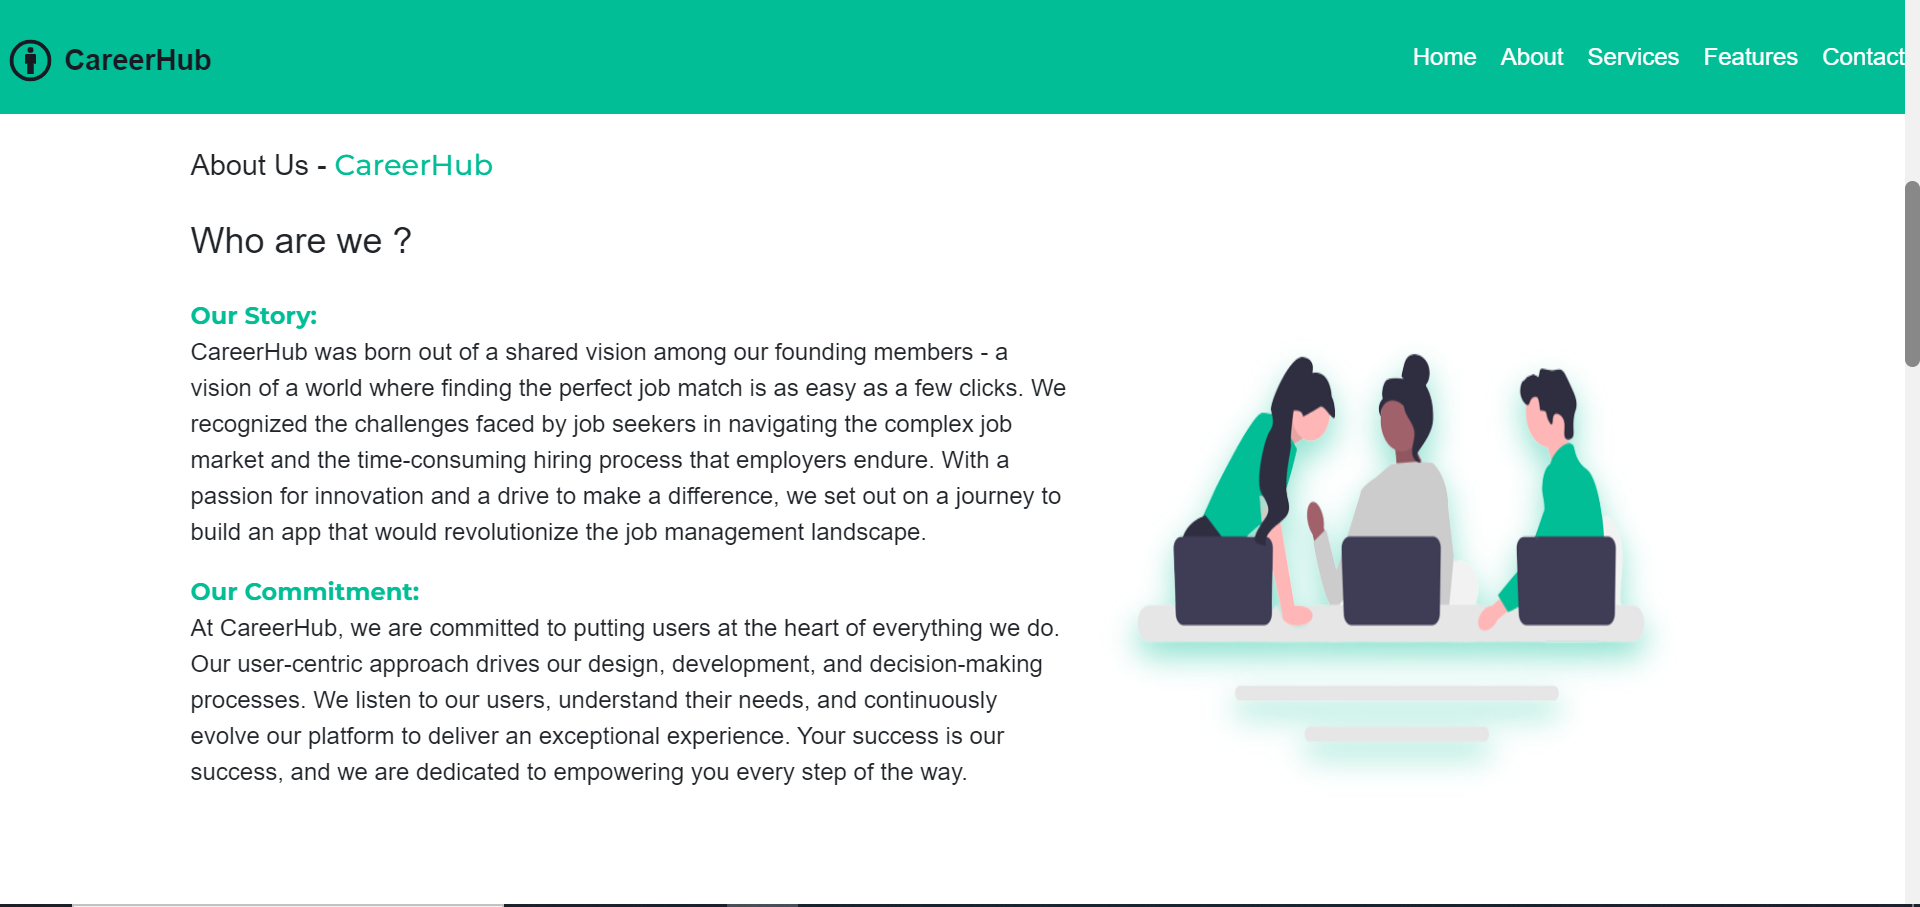 CareerHub
Home About Services Features Contact
About Us - CareerHub
Who are we ?
Our Story:
CareerHub was born out of a shared vision among our founding members - a
vision of a world where finding the perfect job match is as easy as a few clicks. We
recognized the challenges faced by job seekers in navigating the complex job
market and the time-consuming hiring process that employers endure. With a
passion for innovation and a drive to make a difference, we set out on a journey to
build an app that would revolutionize the job management landscape.
Our Commitment:
At CareerHub, we are committed to putting users at the heart of everything we do.
Our user-centric approach drives our design, development, and decision-making
processes. We listen to our users, understand their needs, and continuously
evolve our platform to deliver an exceptional experience. Your success is our
success, and we are dedicated to empowering you every step of the way.